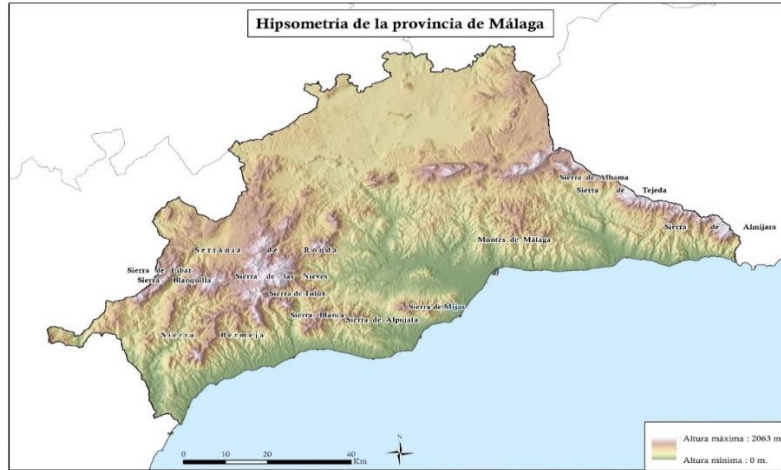 Hipsometría de la provincia de Málaga
Sierra de Alhama
Sierra de Tejeda
Sierra de Almijara
Montes de Málaga
Serranía de Ronda
Sierra de Líbar
Sierra Blanquilla
Sierra de las Nieves
Sierra de Tolox
Sierra Blanca
Sierra de Alpujata
Sierra de Mijas
Sierra Bermeja
N
0 20 40
Km
Altura máxima : 2063 m.
Altura mínima : 0 m.